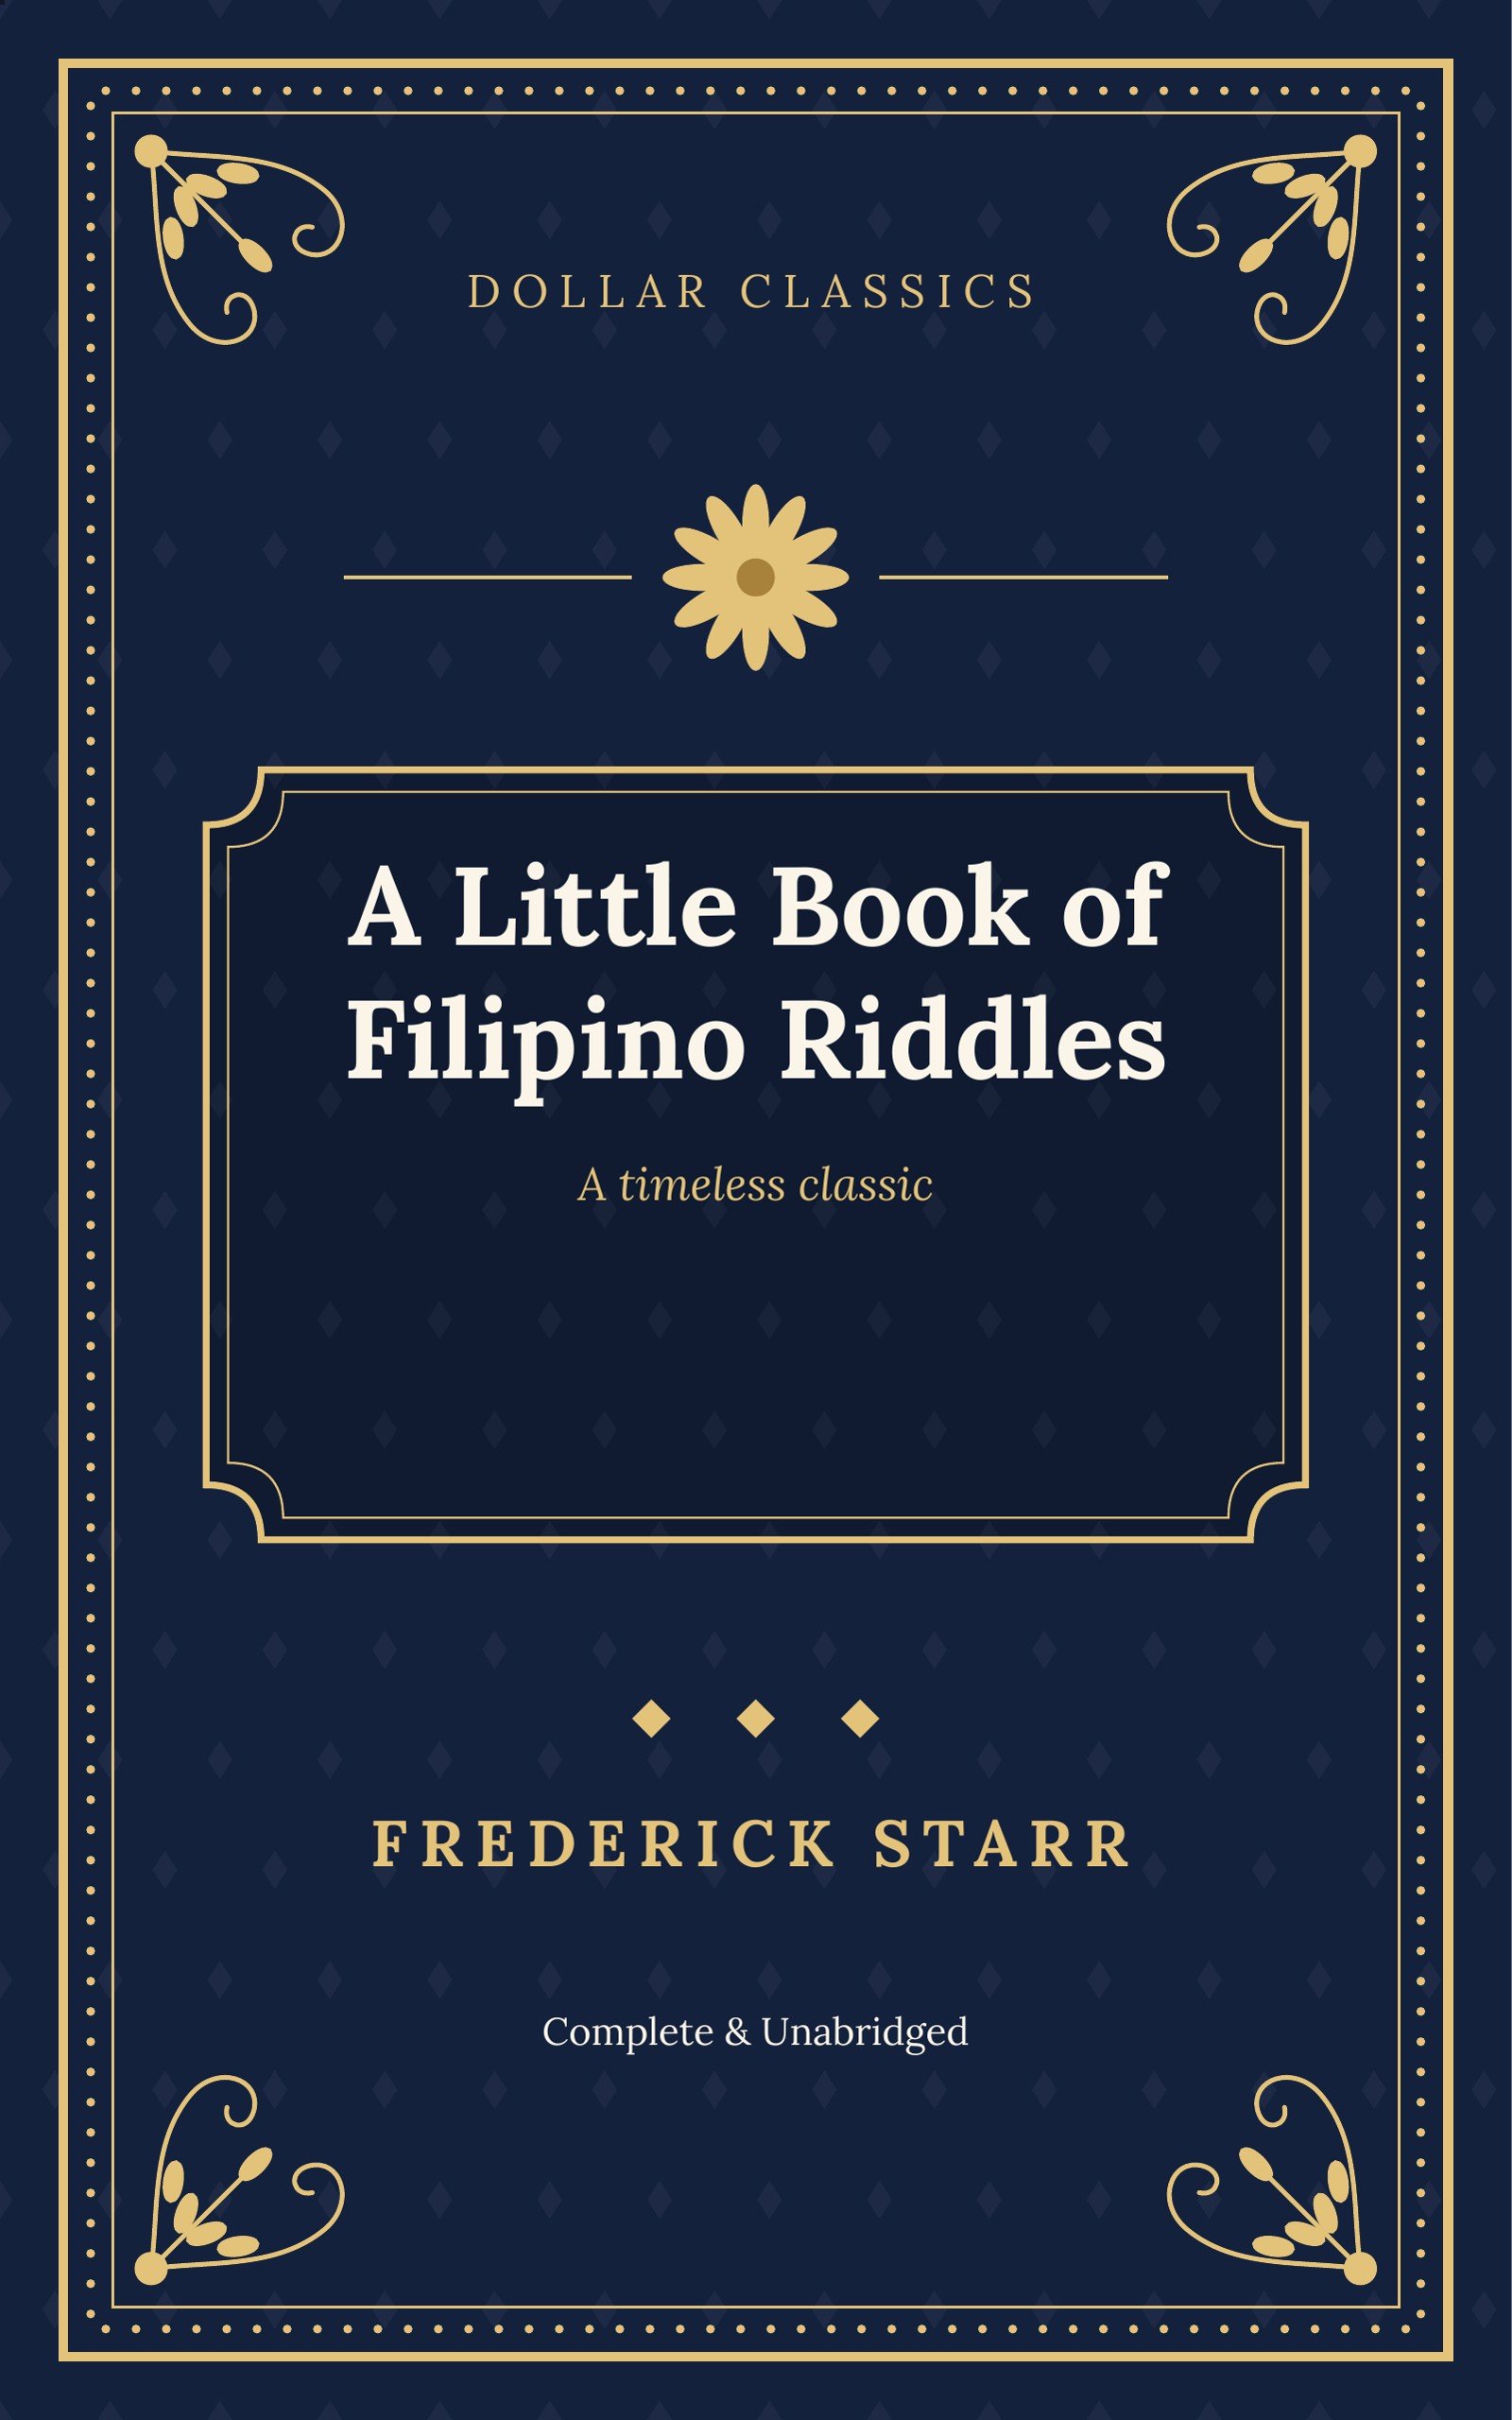 DOLLAR CLASSICS
A Little Book of
Filipino Riddles
A timeless classic
FREDERICK STARR
Complete & Unabridged